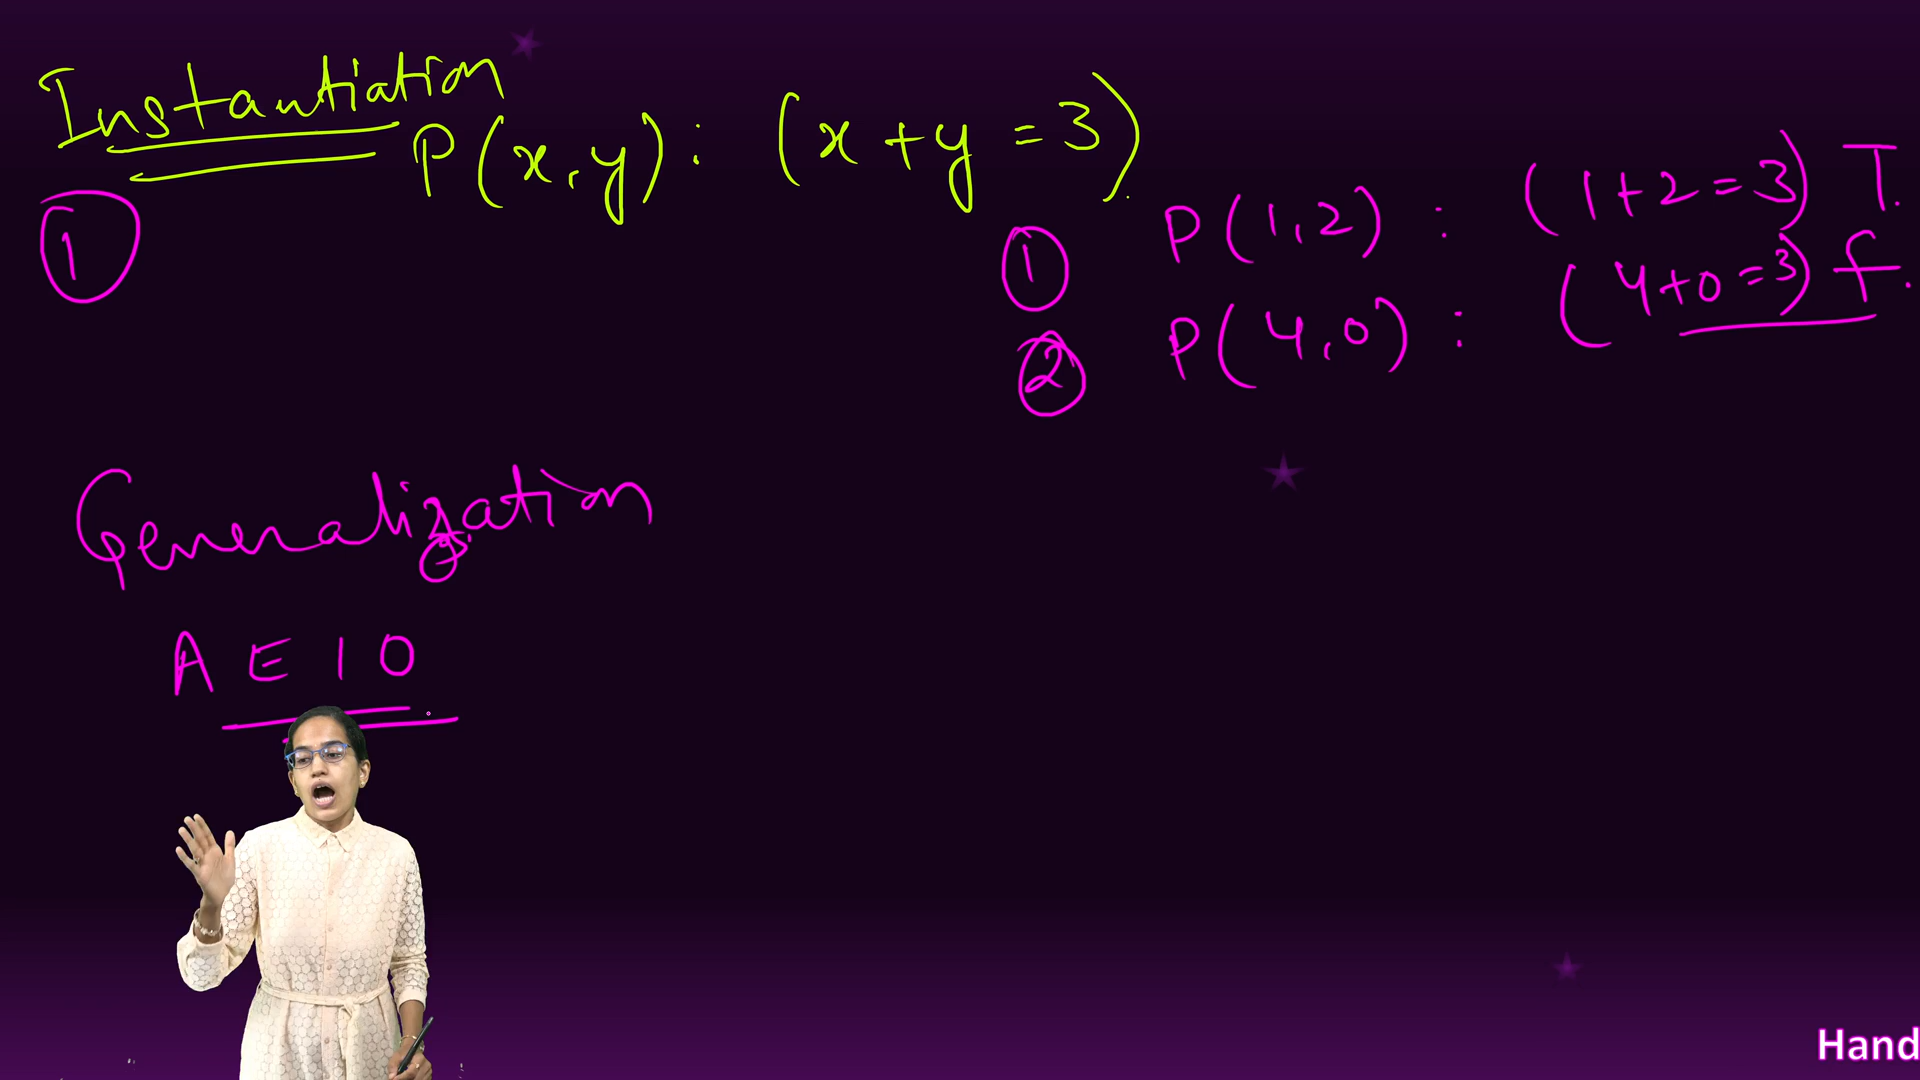 Instantiation
P(x,y): (x+y=3).
①
① P(1,2) : (1+2=3) T.
② P(4,0) : (4+0=3) f.
Generalization
A E I O
Hand